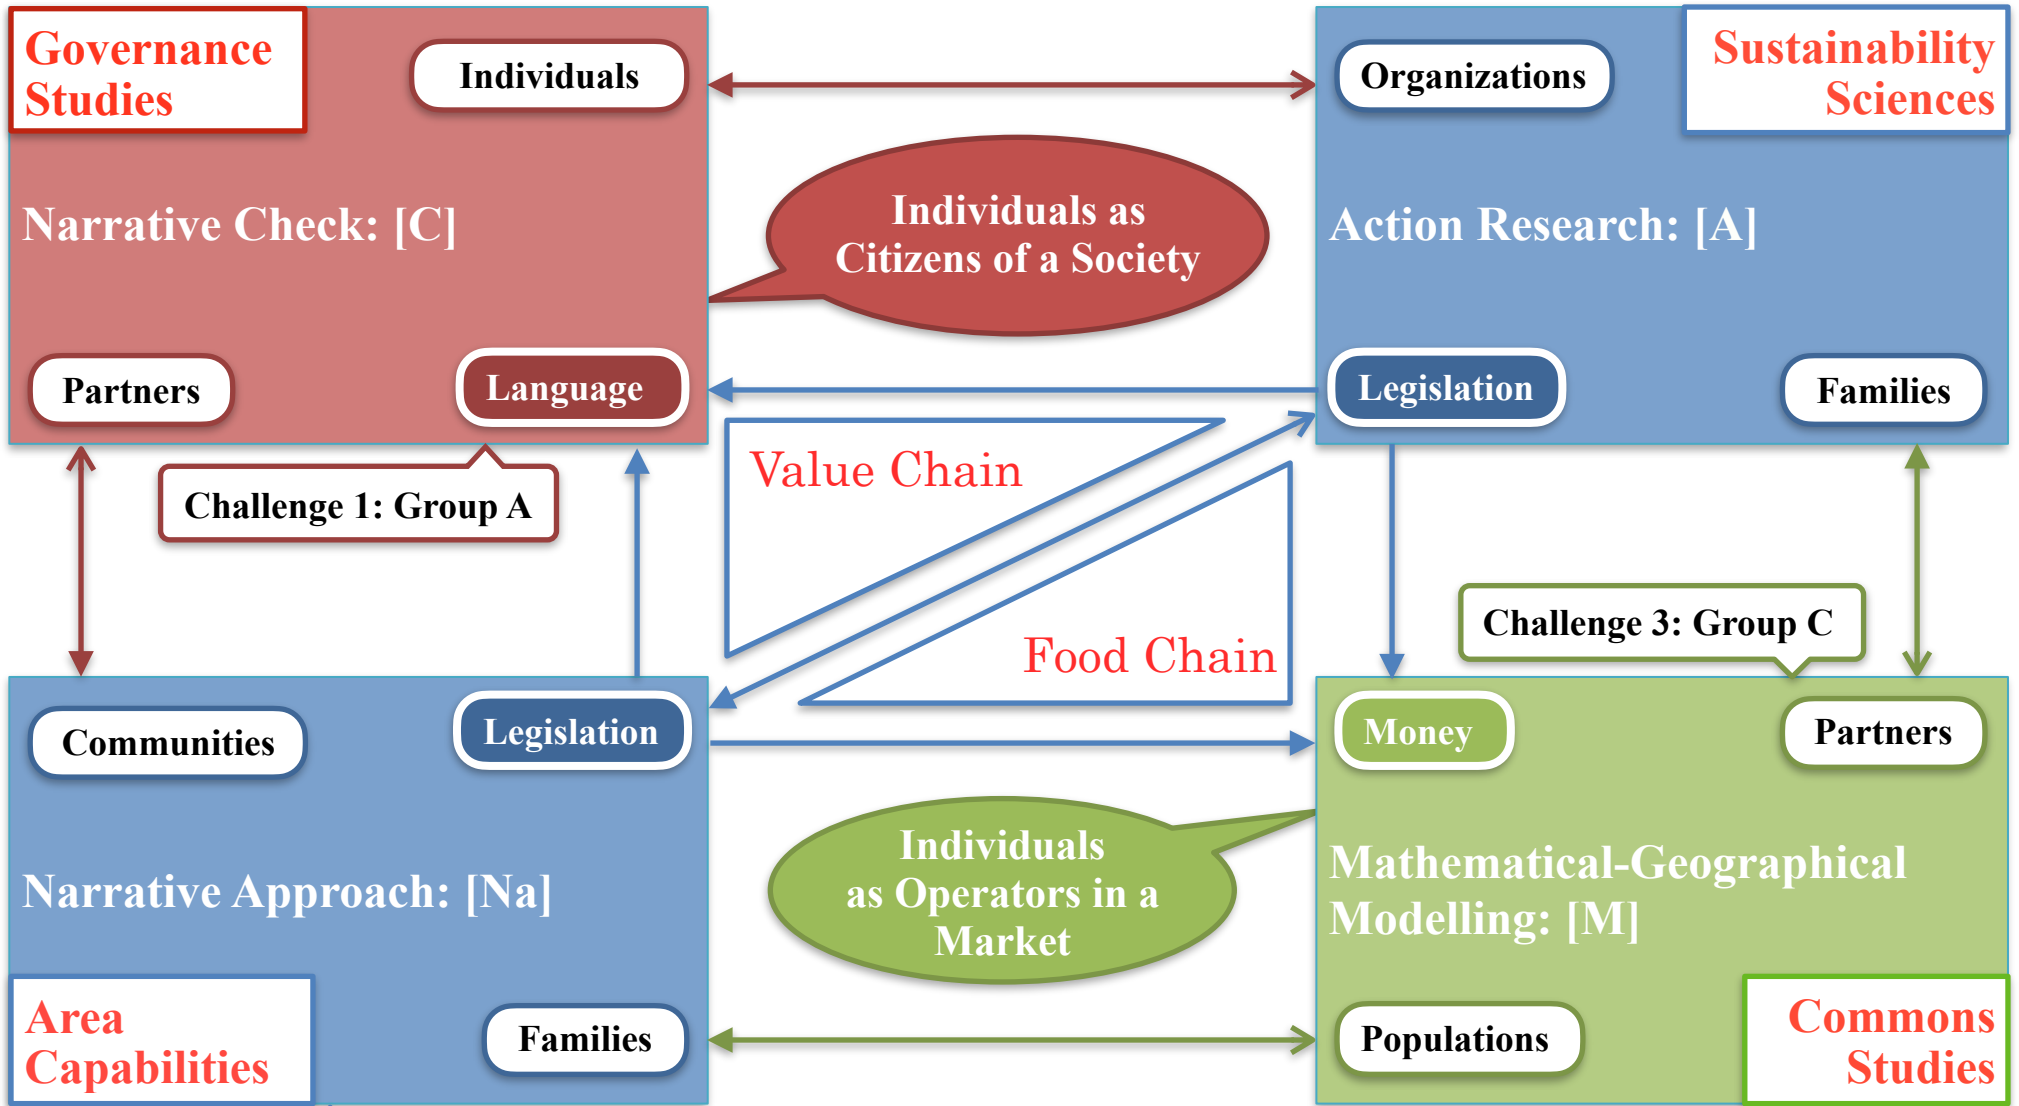 Governance
Studies
Individuals
Organizations
Sustainability
Sciences
Narrative Check: [C]
Individuals as
Citizens of a Society
Action Research: [A]
Partners
Language
Legislation
Families
Challenge 1: Group A
Value Chain
Food Chain
Challenge 3: Group C
Communities
Legislation
Money
Partners
Narrative Approach: [Na]
Individuals
as Operators in a
Market
Mathematical-Geographical
Modelling: [M]
Area
Capabilities
Families
Populations
Commons
Studies